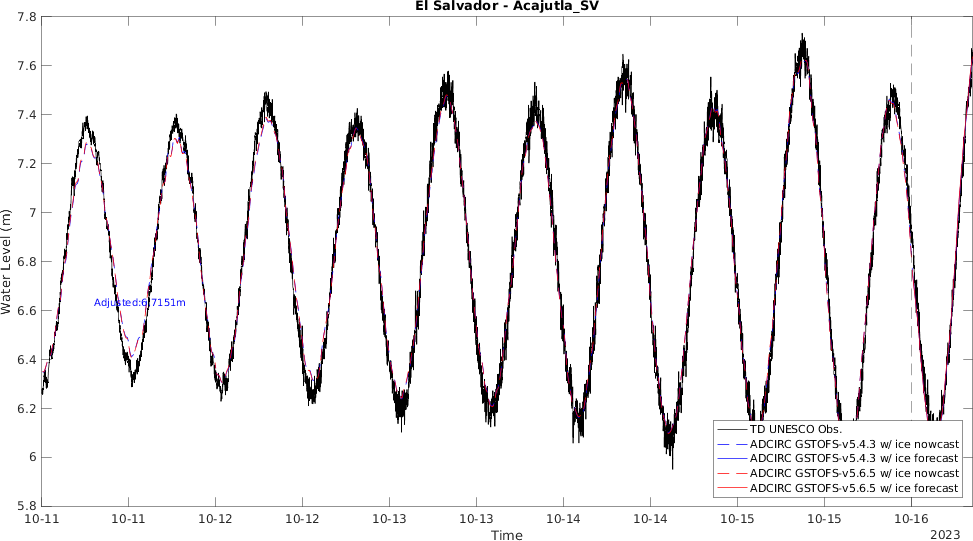 El Salvador - Acajutla_SV
7.8
7.6
7.4
7.2
7
6.8
6.6
6.4
6.2
6
5.8
Water Level (m)
Adjusted:6.7151m
TD UNESCO Obs.
ADCIRC GSTOFS-v5.4.3 w/ ice nowcast
ADCIRC GSTOFS-v5.4.3 w/ ice forecast
ADCIRC GSTOFS-v5.6.5 w/ ice nowcast
ADCIRC GSTOFS-v5.6.5 w/ ice forecast
10-11 10-11 10-12 10-12 10-13 10-13 10-14 10-14 10-15 10-15 10-16
Time
2023